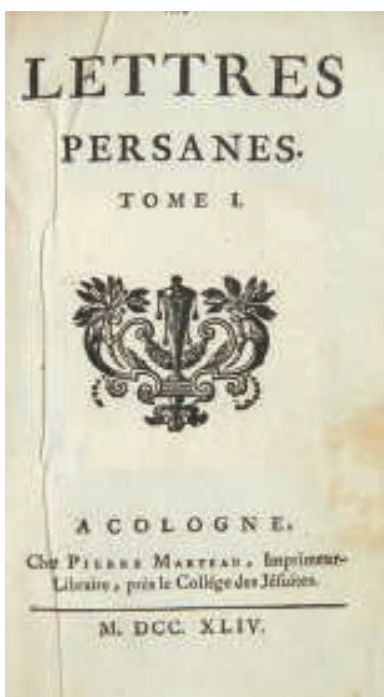 LETTRES
PERSANES.
TOME I.
A COLOGNE,
Chez PIERRE MARTEAU, Imprimeur-
Libraire, près le Collége des Jésuites.
M. DCC. XLIV.